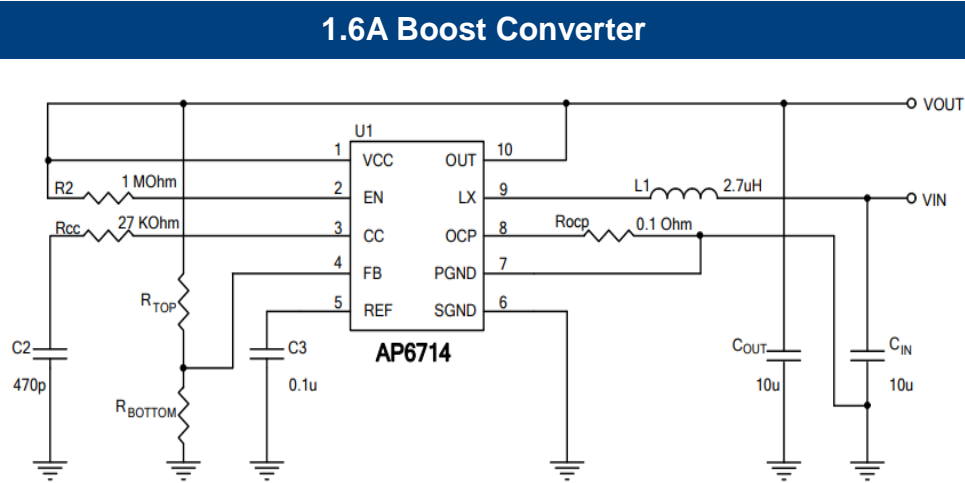 1.6A Boost Converter
VOUT
U1
1 VCC OUT 10
R2 1 MOhm 2 EN LX 9 L1 2.7uH VIN
Rcc 27 KOhm 3 CC OCP 8 Rocp 0.1 Ohm
4 FB PGND 7
RTOP 5 REF SGND 6
C2 C3 AP6714 COUT CIN
470p 0.1u 10u 10u
RBOTTOM